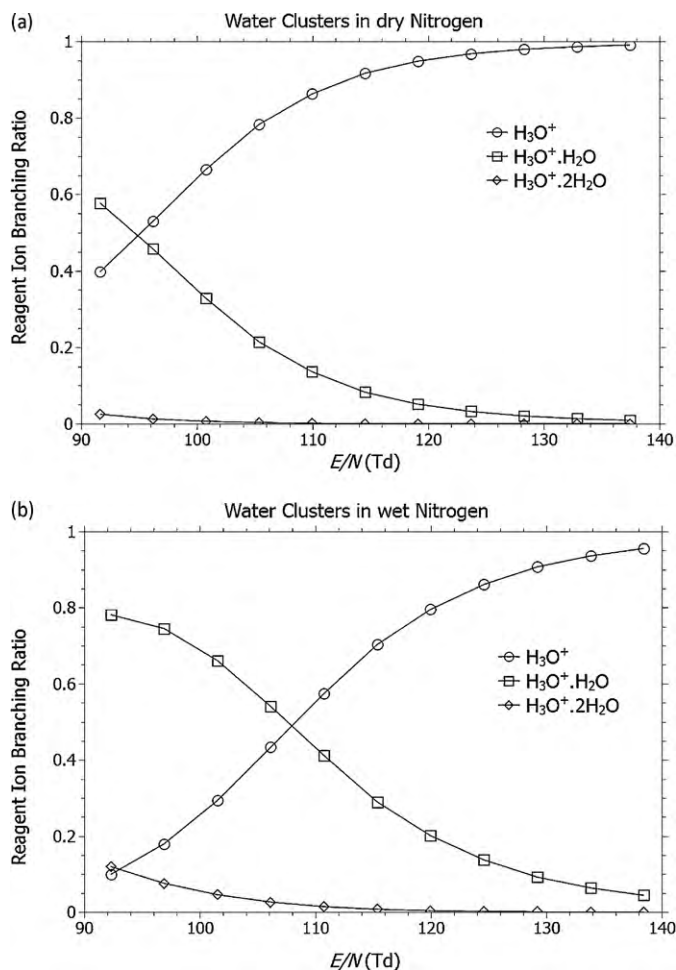 (a)
Water Clusters in dry Nitrogen
1
0.8
0.6
0.4
0.2
0
Reagent Ion Branching Ratio
H₃O⁺
H₃O⁺.H₂O
H₃O⁺.2H₂O
90 100 110 120 130 140
E/N (Td)
(b)
Water Clusters in wet Nitrogen
1
0.8
0.6
0.4
0.2
0
Reagent Ion Branching Ratio
H₃O⁺
H₃O⁺.H₂O
H₃O⁺.2H₂O
90 100 110 120 130 140
E/N (Td)